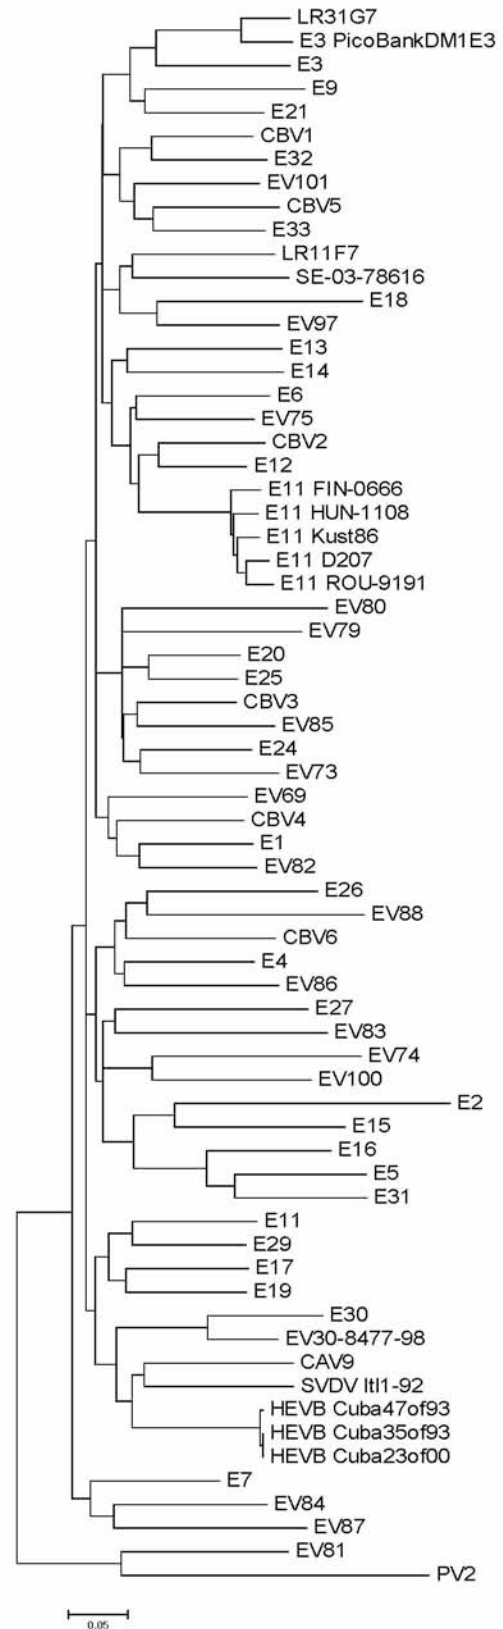 LR31G7
E3 PicoBankDM1E3
E3
E9
E21
CBV1
E32
EV101
CBV5
E33
LR11F7
SE-03-78616
E18
EV97
E13
E14
E6
EV75
CBV2
E12
E11 FIN-0666
E11 HUN-1108
E11 Kust86
E11 D207
E11 ROU-9191
EV80
EV79
E20
E25
CBV3
EV85
E24
EV73
EV69
CBV4
E1
EV82
E26
EV88
CBV6
E4
EV86
E27
EV83
EV74
EV100
E2
E15
E16
E5
E31
E11
E29
E17
E19
E30
EV30-8477-98
CAV9
SVDV Itl1-92
HEVB Cuba47of93
HEVB Cuba35of93
HEVB Cuba23of00
E7
EV84
EV87
EV81
PV2
0.05